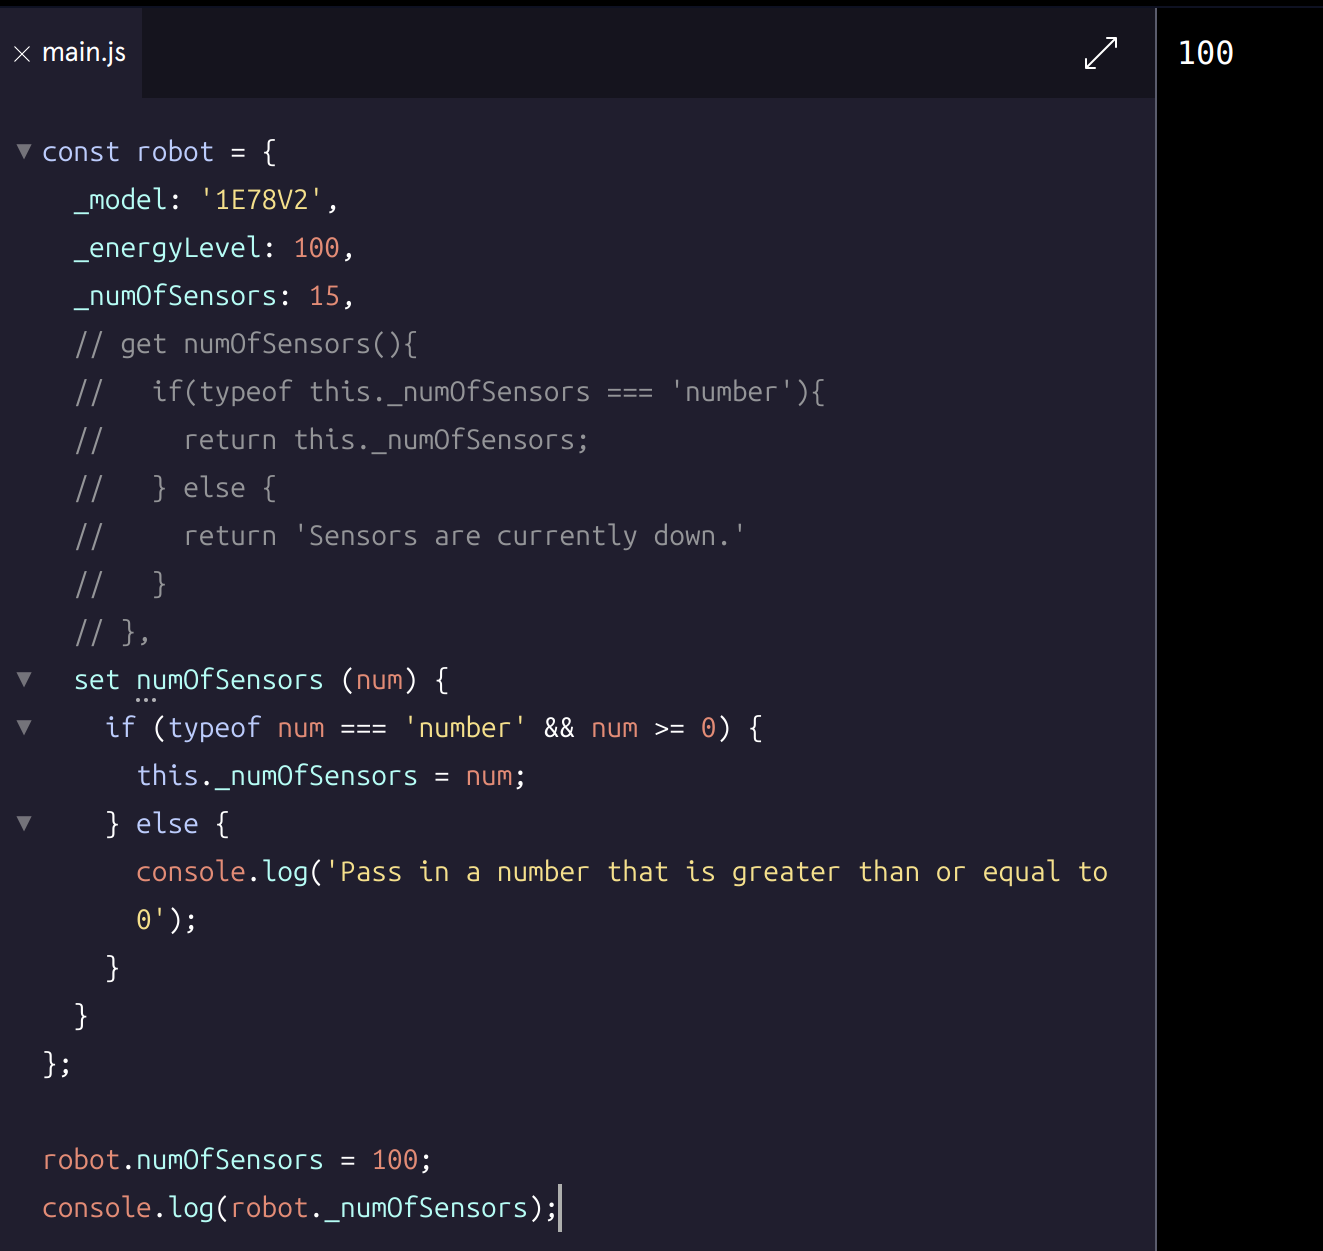 main.js
const robot = {
  _model: '1E78V2',
  _energyLevel: 100,
  _numOfSensors: 15,
  // get numOfSensors(){
  //   if(typeof this._numOfSensors === 'number'){
  //     return this._numOfSensors;
  //   } else {
  //     return 'Sensors are currently down.'
  //   }
  // },
  set numOfSensors (num) {
    if (typeof num === 'number' && num >= 0) {
      this._numOfSensors = num;
    } else {
      console.log('Pass in a number that is greater than or equal to
      0');
    }
  }
};
robot.numOfSensors = 100;
console.log(robot._numOfSensors);
100